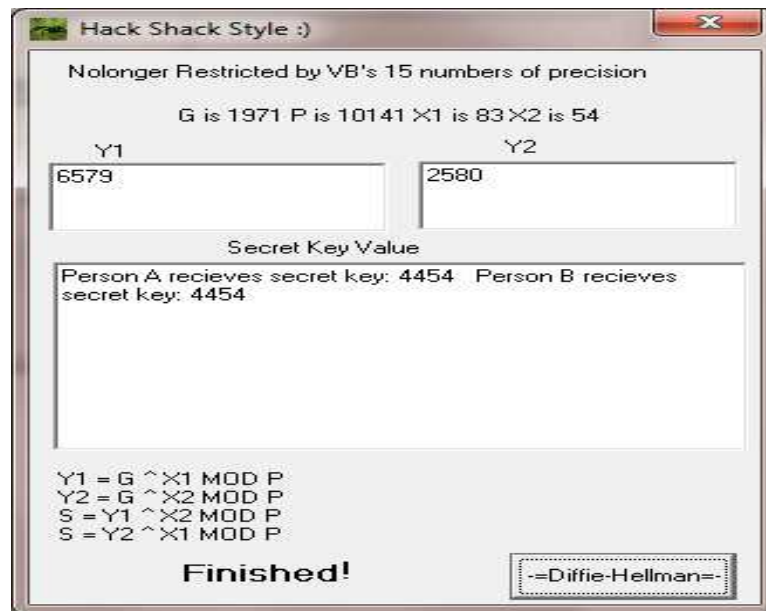 Hack Shack Style :)
Nolonger Restricted by VB's 15 numbers of precision
G is 1971 P is 10141 X1 is 83 X2 is 54
Y1 Y2
6579 2580
Secret Key Value
Person A recieves secret key: 4454 Person B recieves
secret key: 4454
Y1 = G ^ X1 MOD P
Y2 = G ^ X2 MOD P
S = Y1 ^ X2 MOD P
S = Y2 ^ X1 MOD P
Finished! -=Diffie-Hellman=-